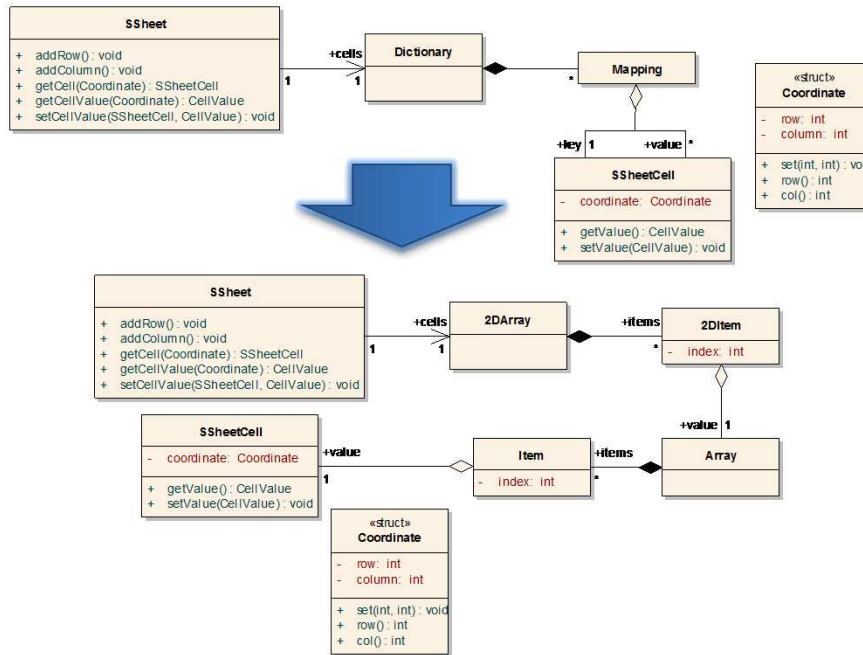 SSheet
+ addRow() : void
+ addColumn() : void
+ getCell(Coordinate) : SSheetCell
+ getCellValue(Coordinate) : CellValue
+ setCellValue(SSheetCell, CellValue) : void
+cells
1
1
Dictionary
*
Mapping
+key 1
+value *
SSheetCell
- coordinate: Coordinate
+ getValue() : CellValue
+ setValue(CellValue) : void
«struct»
Coordinate
- row: int
- column: int
+ set(int, int) : vo
+ row() : int
+ col() : int
SSheet
+ addRow() : void
+ addColumn() : void
+ getCell(Coordinate) : SSheetCell
+ getCellValue(Coordinate) : CellValue
+ setCellValue(SSheetCell, CellValue) : void
+cells
1
1
2DArray
+items
*
2DItem
- index: int
+value 1
Array
+items
*
Item
- index: int
+value
1
SSheetCell
- coordinate: Coordinate
+ getValue() : CellValue
+ setValue(CellValue) : void
«struct»
Coordinate
- row: int
- column: int
+ set(int, int) : void
+ row() : int
+ col() : int